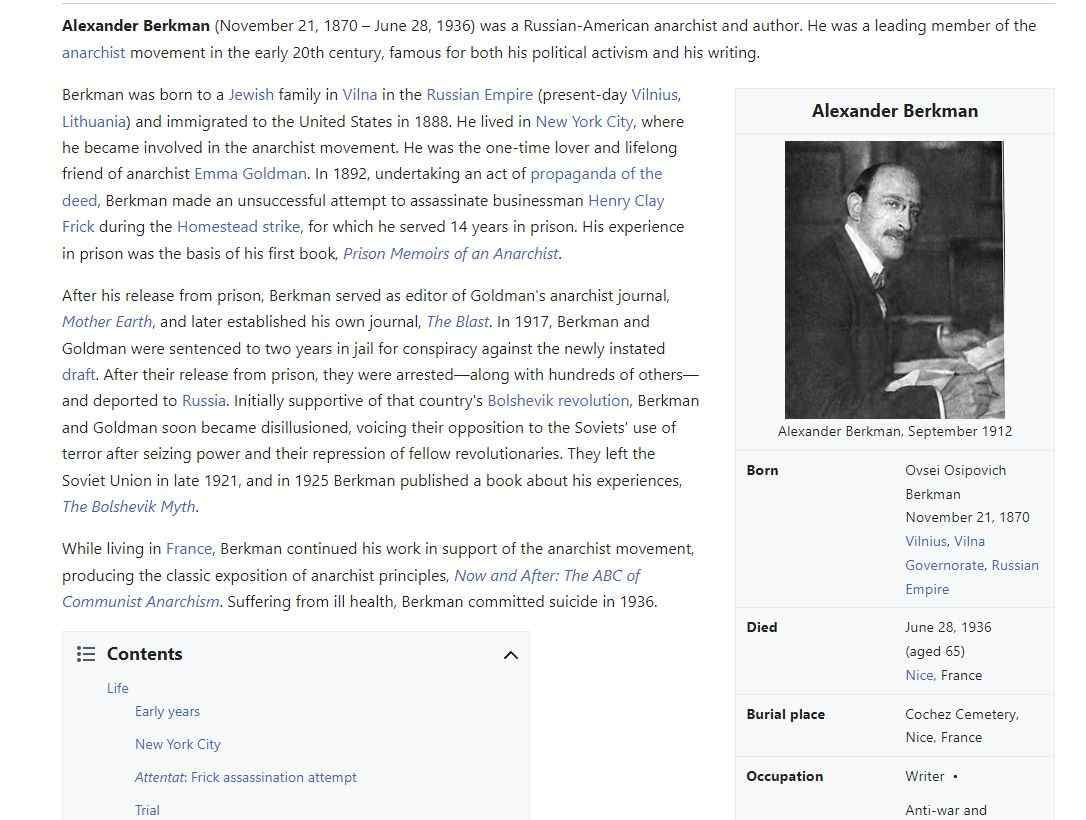 Alexander Berkman (November 21, 1870 – June 28, 1936) was a Russian-American anarchist and author. He was a leading member of the
anarchist movement in the early 20th century, famous for both his political activism and his writing.
Berkman was born to a Jewish family in Vilna in the Russian Empire (present-day Vilnius,
Lithuania) and immigrated to the United States in 1888. He lived in New York City, where
he became involved in the anarchist movement. He was the one-time lover and lifelong
friend of anarchist Emma Goldman. In 1892, undertaking an act of propaganda of the
deed, Berkman made an unsuccessful attempt to assassinate businessman Henry Clay
Frick during the Homestead strike, for which he served 14 years in prison. His experience
in prison was the basis of his first book, Prison Memoirs of an Anarchist.
After his release from prison, Berkman served as editor of Goldman's anarchist journal,
Mother Earth, and later established his own journal, The Blast. In 1917, Berkman and
Goldman were sentenced to two years in jail for conspiracy against the newly instated
draft. After their release from prison, they were arrested—along with hundreds of others—
and deported to Russia. Initially supportive of that country's Bolshevik revolution, Berkman
and Goldman soon became disillusioned, voicing their opposition to the Soviets' use of
terror after seizing power and their repression of fellow revolutionaries. They left the
Soviet Union in late 1921, and in 1925 Berkman published a book about his experiences,
The Bolshevik Myth.
While living in France, Berkman continued his work in support of the anarchist movement,
producing the classic exposition of anarchist principles, Now and After: The ABC of
Communist Anarchism. Suffering from ill health, Berkman committed suicide in 1936.
Contents
Life
Early years
New York City
Attentat: Frick assassination attempt
Trial
Alexander Berkman
Alexander Berkman, September 1912
Born
Ovsei Osipovich
Berkman
November 21, 1870
Vilnius, Vilna
Governorate, Russian
Empire
Died
June 28, 1936
(aged 65)
Nice, France
Burial place
Cochez Cemetery,
Nice, France
Occupation
Writer •
Anti-war and